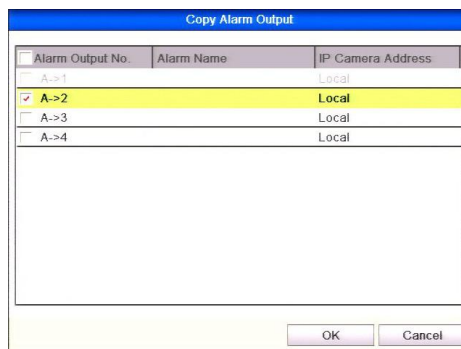 Copy Alarm Output
Alarm Output No. Alarm Name IP Camera Address
A->1 Local
A->2 Local
A->3 Local
A->4 Local
OK Cancel